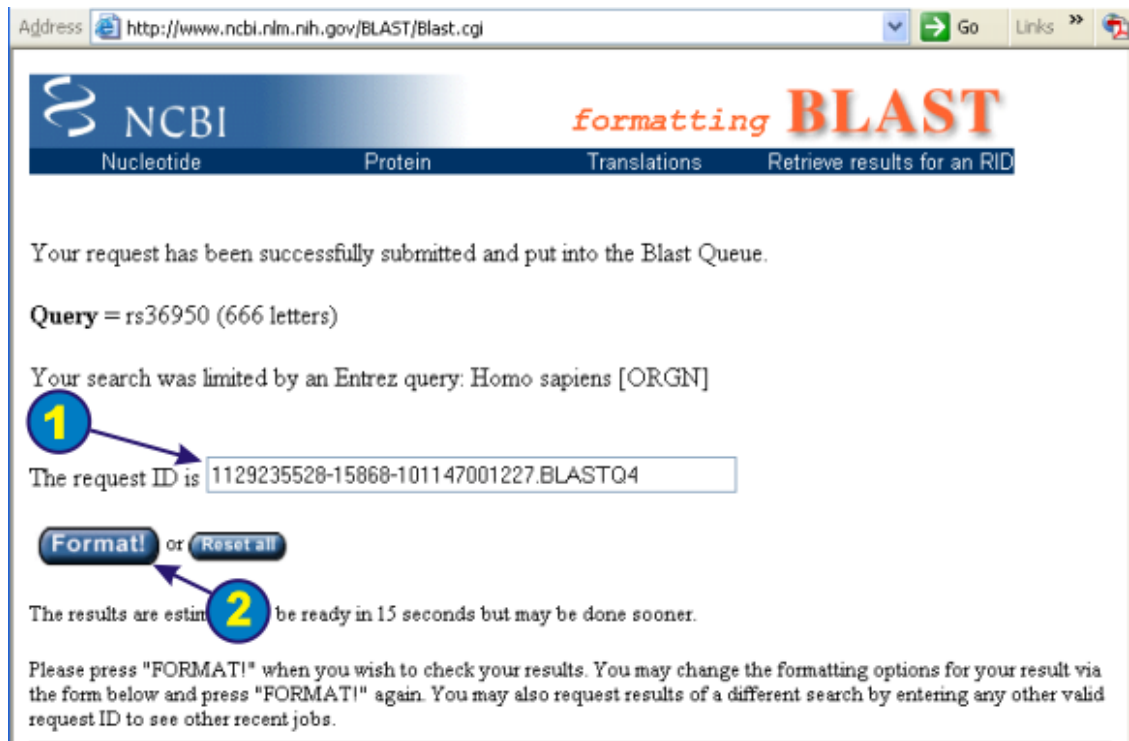 Address http://www.ncbi.nlm.nih.gov/BLAST/Blast.cgi Go Links »
NCBI formatting BLAST
Nucleotide Protein Translations Retrieve results for an RID
Your request has been successfully submitted and put into the Blast Queue.
Query = rs36950 (666 letters)
Your search was limited by an Entrez query: Homo sapiens [ORGN]
1
The request ID is 1129235528-15868-101147001227.BLASTQ4
Format! or Reset all
2
The results are estim be ready in 15 seconds but may be done sooner.
Please press "FORMAT!" when you wish to check your results. You may change the formatting options for your result via
the form below and press "FORMAT!" again. You may also request results of a different search by entering any other valid
request ID to see other recent jobs.